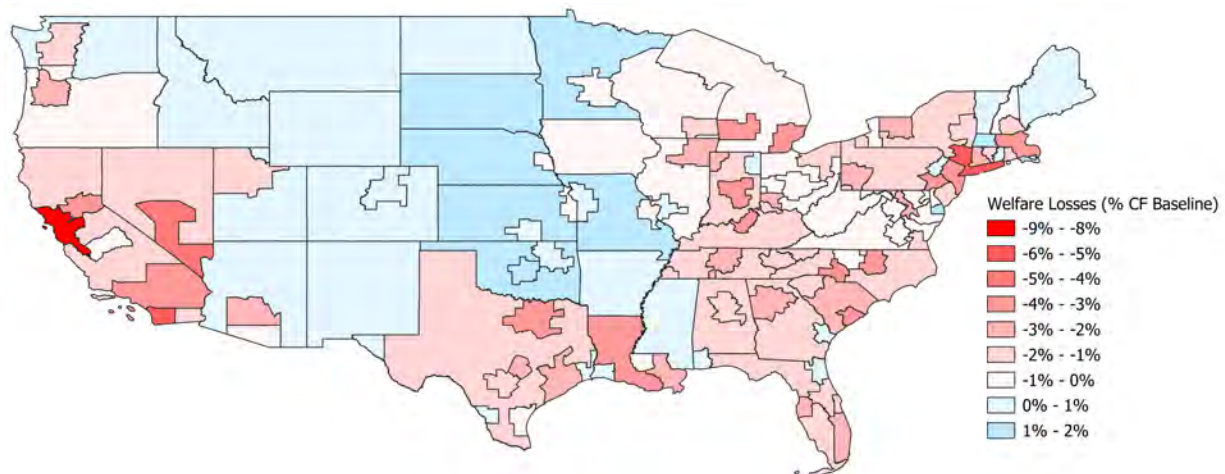 Welfare Losses (% CF Baseline)
-9% - -8%
-6% - -5%
-5% - -4%
-4% - -3%
-3% - -2%
-2% - -1%
-1% - 0%
0% - 1%
1% - 2%